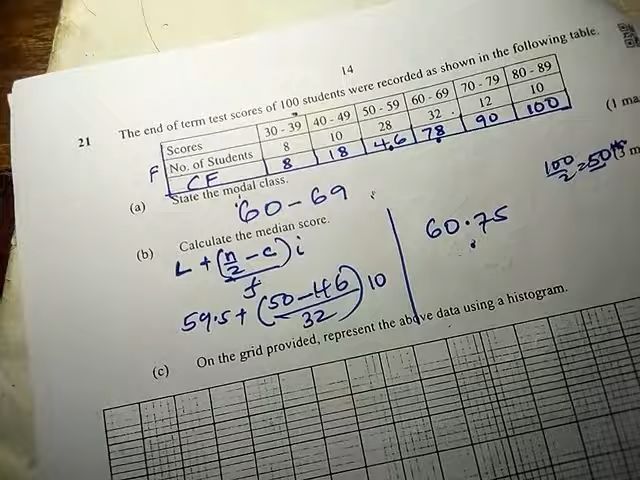 14
21 The end of term test scores of 100 students were recorded as shown in the following table.
Scores 30 - 39 40 - 49 50 - 59 60 - 69 70 - 79 80 - 89
F No. of Students 8 10 28 32 12 10
CF 8 18 46 78 90 100
(1 ma
(a) State the modal class.
60-69
100/2 = 50th
(3 m
(b) Calculate the median score.
L + (n/2 - C / f) i
60.75
59.5 + (50-46 / 32) 10
(c) On the grid provided, represent the above data using a histogram.